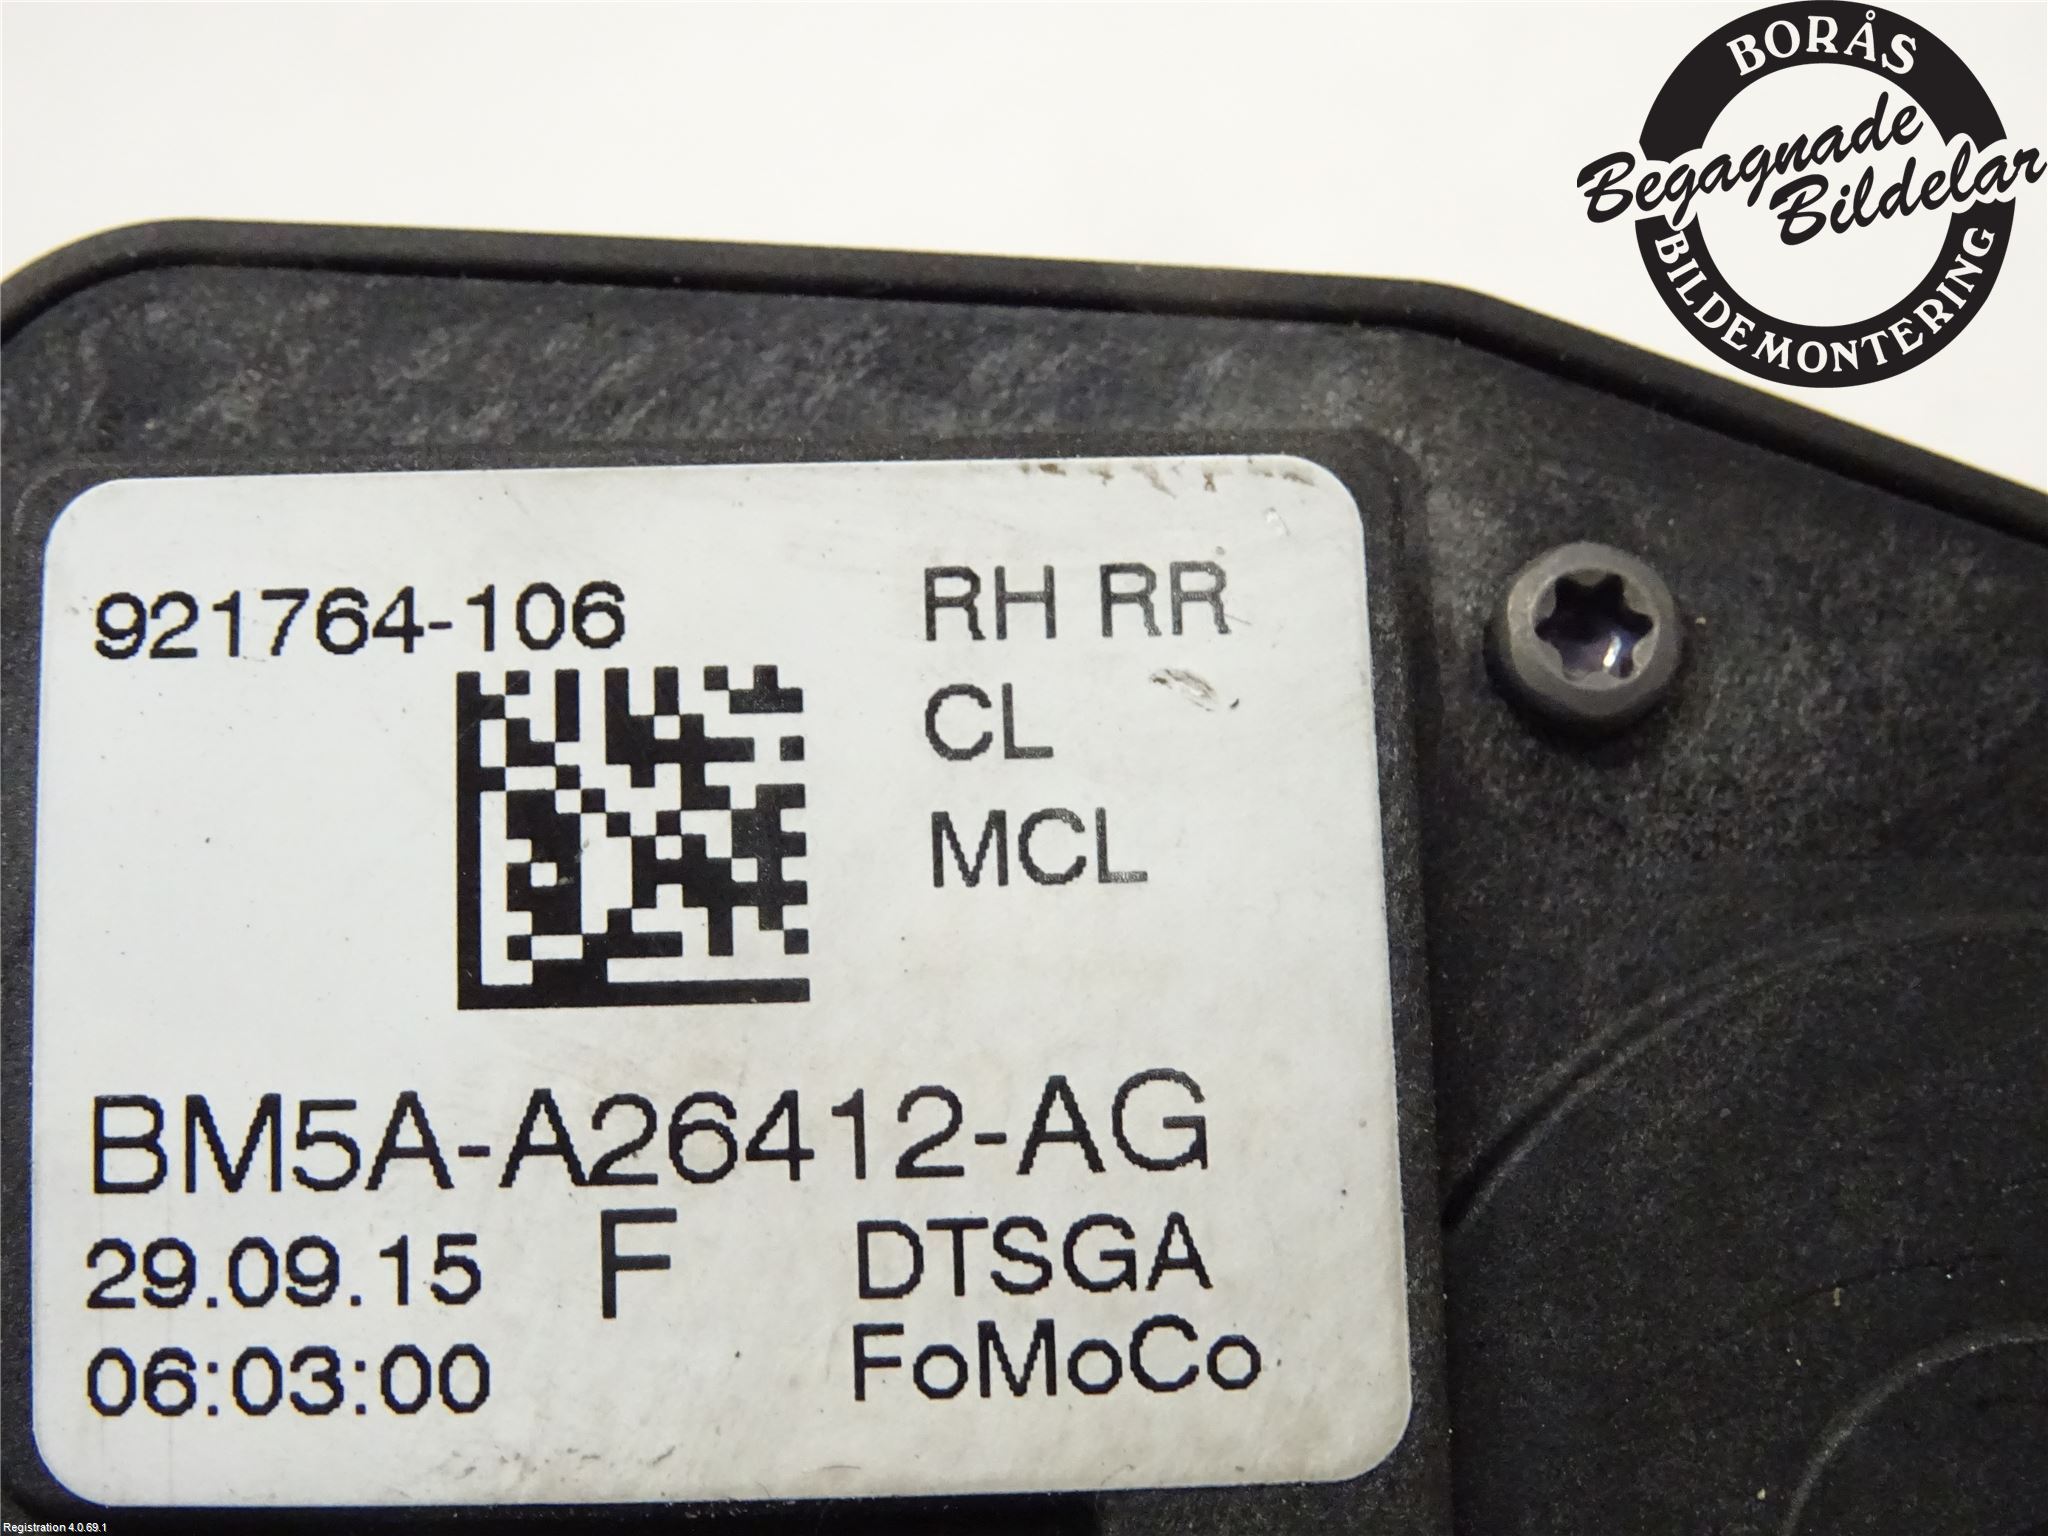 BORÅS
Begagnade
Bildelar
BILDEMONTERING
921764-106
RH RR
CL
MCL
BM5A-A26412-AG
29.09.15 F DTSGA
06:03:00 FoMoCo
Registration 4.0.69.1